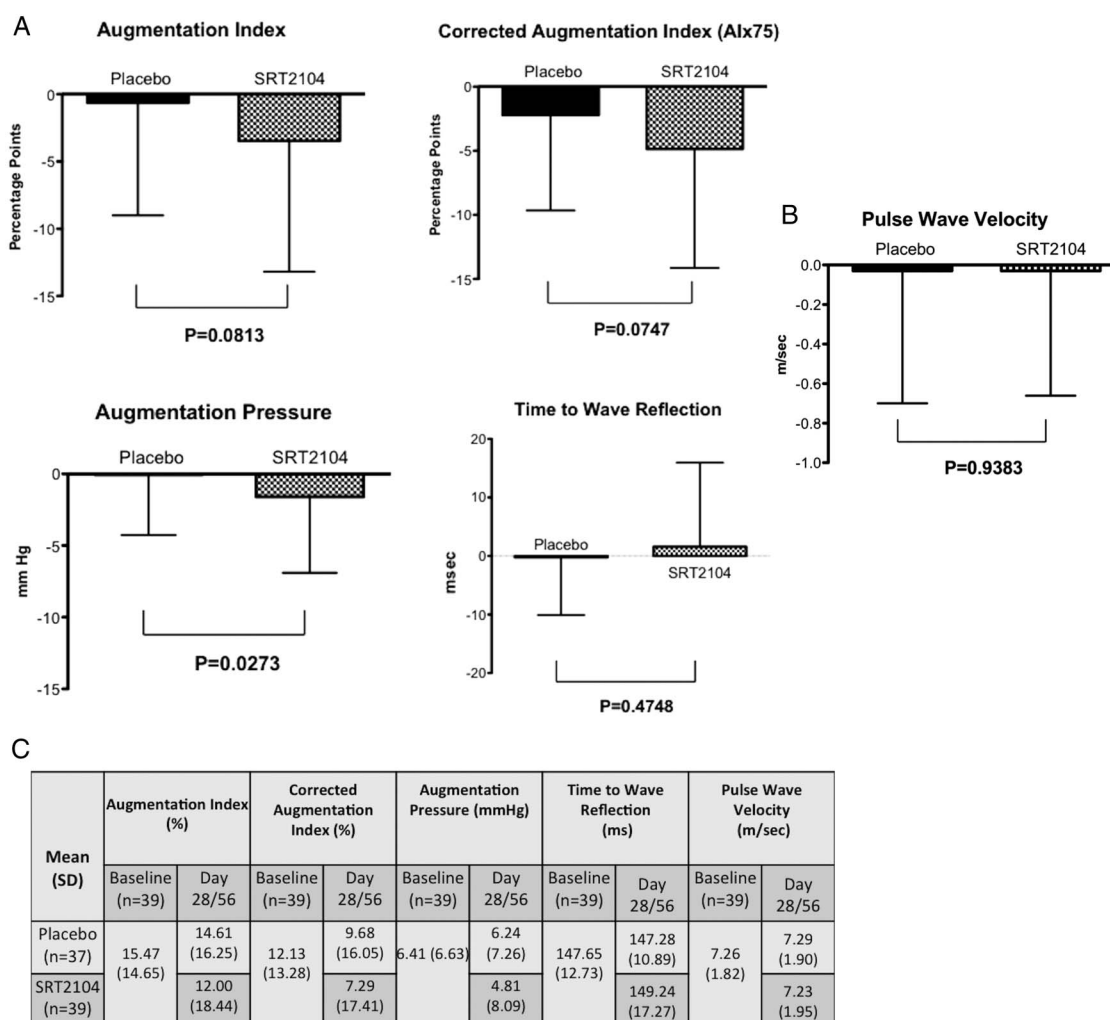 A
Augmentation Index
Placebo
SRT2104
0
-5
-10
-15
Percentage Points
P=0.0813
Corrected Augmentation Index (AIx75)
Placebo
SRT2104
0
-5
-10
-15
Percentage Points
P=0.0747
B
Pulse Wave Velocity
Placebo
SRT2104
0.0
-0.2
-0.4
-0.6
-0.8
-1.0
m/sec
P=0.9383
Augmentation Pressure
Placebo
SRT2104
0
-5
-10
-15
mm Hg
P=0.0273
Time to Wave Reflection
20
10
0
-10
-20
msec
Placebo
SRT2104
P=0.4748
C
Mean
(SD)
Augmentation Index
(%)
Corrected
Augmentation
Index (%)
Augmentation
Pressure (mmHg)
Time to Wave
Reflection
(ms)
Pulse Wave
Velocity
(m/sec)
Baseline
(n=39)
Day
28/56
Baseline
(n=39)
Day
28/56
Baseline
(n=39)
Day
28/56
Baseline
(n=39)
Day
28/56
Baseline
(n=39)
Day
28/56
Placebo
(n=37)
15.47
(14.65)
14.61
(16.25)
12.13
(13.28)
9.68
(16.05)
6.41 (6.63)
6.24
(7.26)
147.65
(12.73)
147.28
(10.89)
7.26
(1.82)
7.29
(1.90)
SRT2104
(n=39)
12.00
(18.44)
7.29
(17.41)
4.81
(8.09)
149.24
(17.27)
7.23
(1.95)